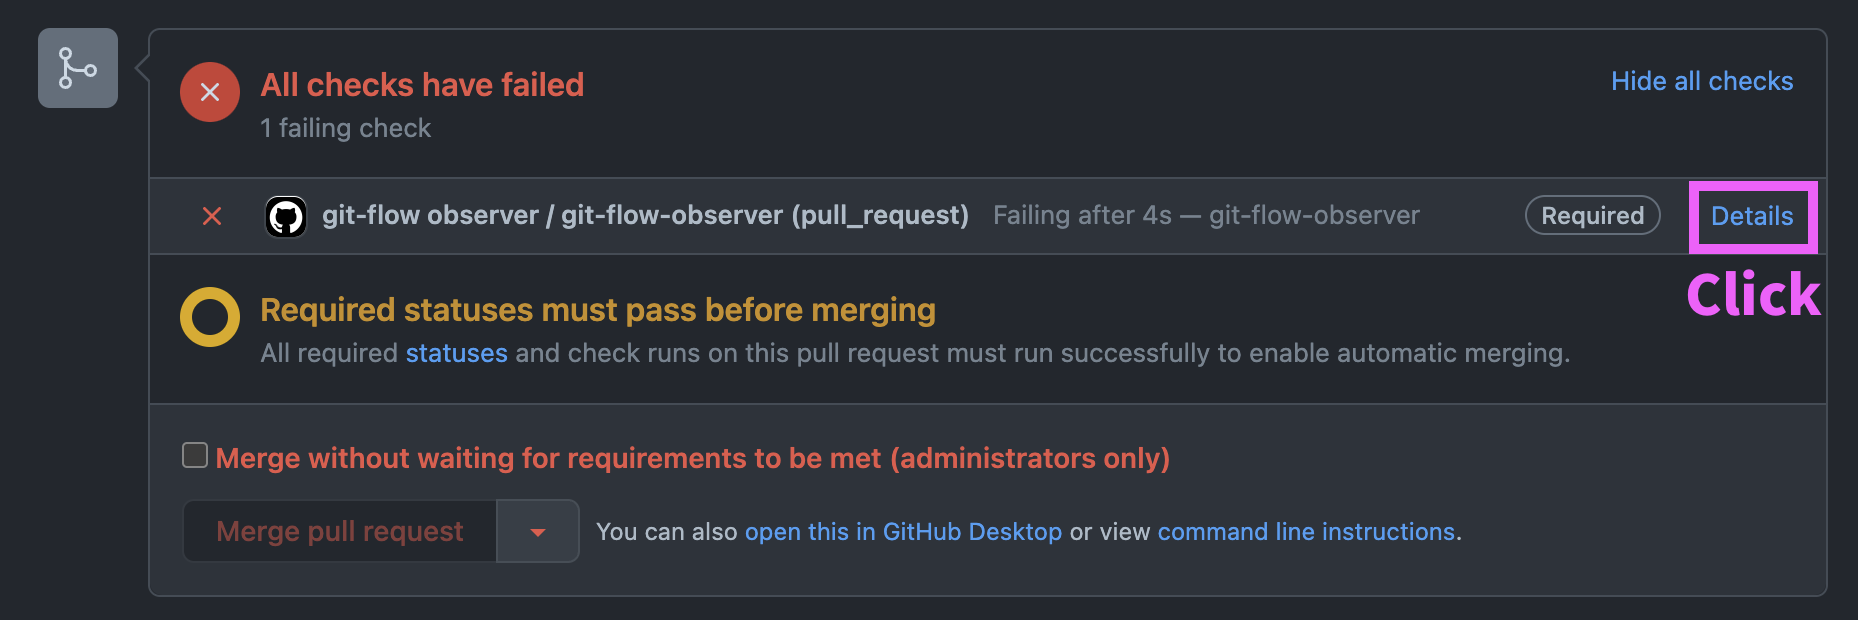 All checks have failed
Hide all checks
1 failing check
git-flow observer / git-flow-observer (pull_request) Failing after 4s — git-flow-observer Required Details
Click
Required statuses must pass before merging
All required statuses and check runs on this pull request must run successfully to enable automatic merging.
Merge without waiting for requirements to be met (administrators only)
Merge pull request
You can also open this in GitHub Desktop or view command line instructions.